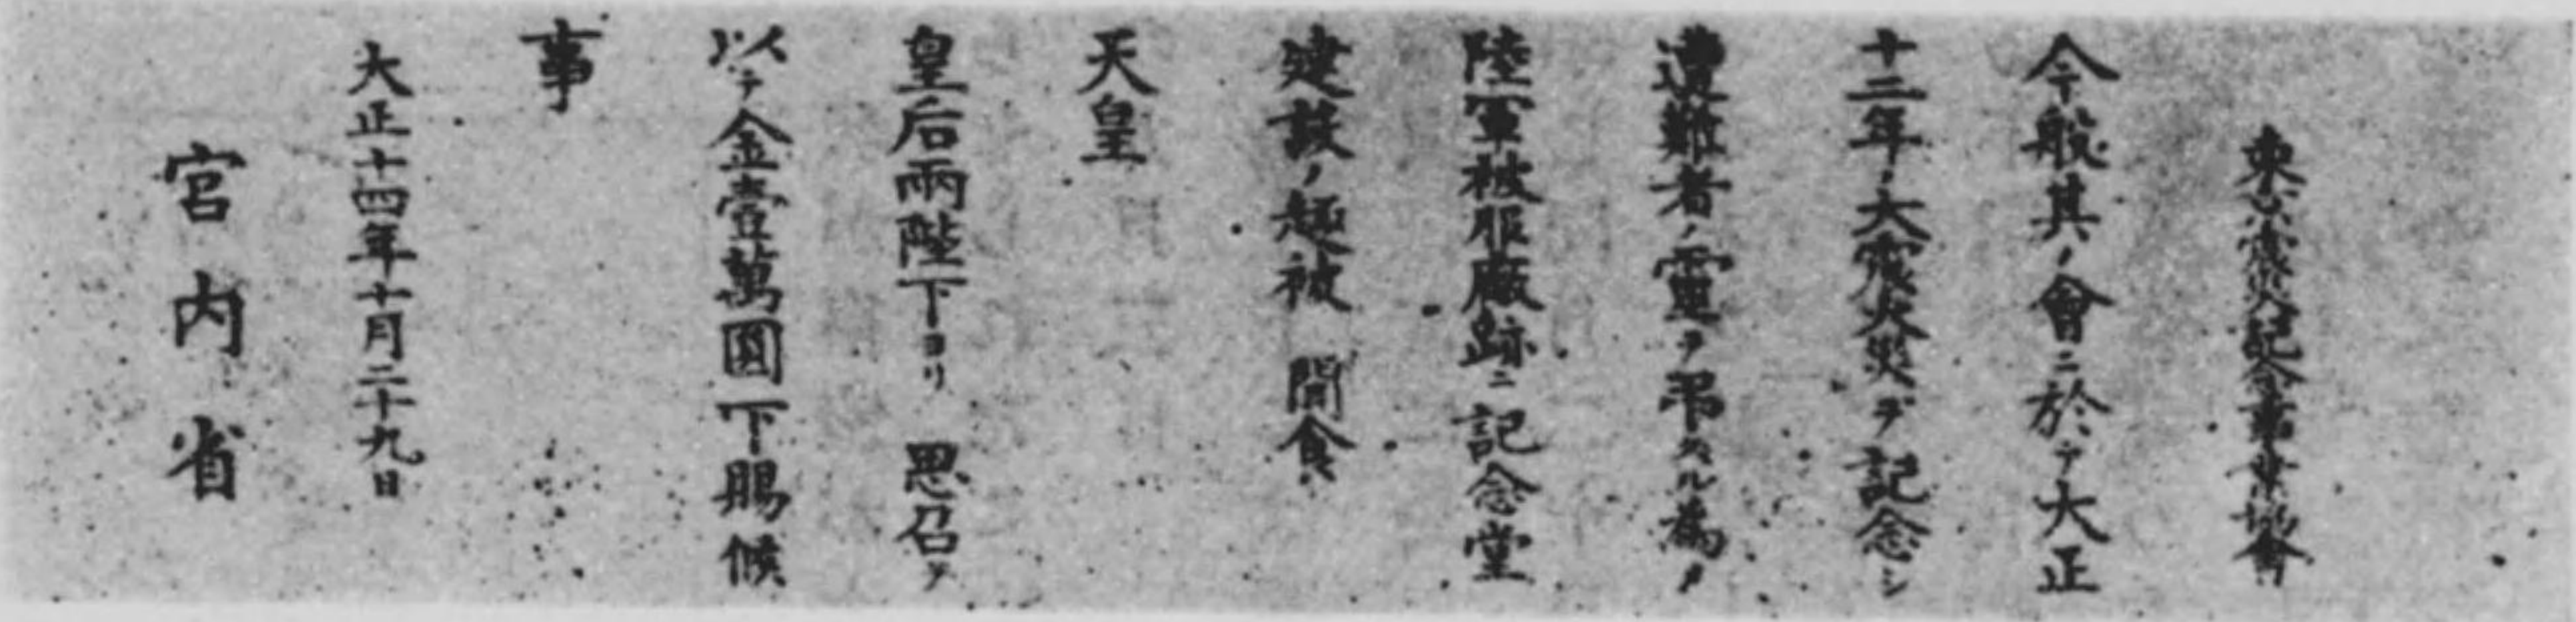 東京震災記念事業協會
今般其ノ會ニ於テ大正
十二年ノ大震火災ヲ記念シ
遭難者ノ靈ヲ弔スル爲メ
陸軍被服廠跡ニ記念堂
建設ノ趣被 聞食
天皇
皇后兩陛下ヨリ 思召ヲ
以テ金壹萬圓下賜候
事
大正十四年十月二十九日
宮内省